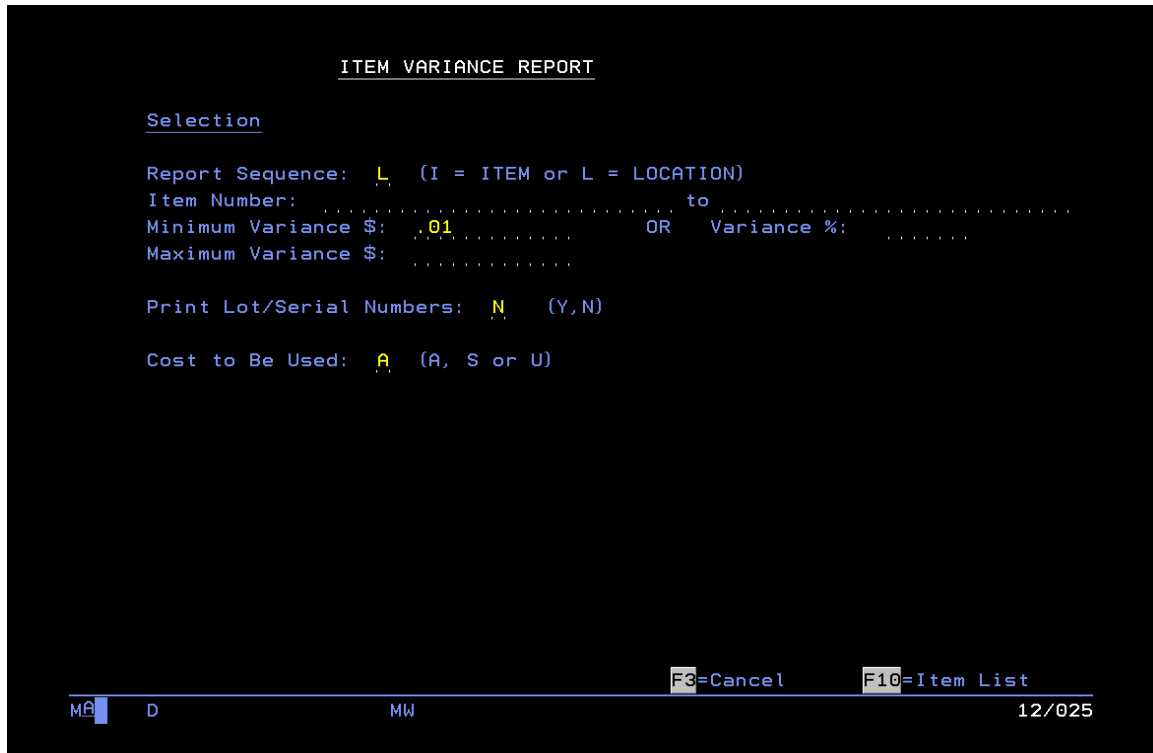 ITEM VARIANCE REPORT
Selection
Report Sequence: L (I = ITEM or L = LOCATION)
Item Number: to
Minimum Variance $: .01 OR Variance %:
Maximum Variance $:
Print Lot/Serial Numbers: N (Y,N)
Cost to Be Used: A (A, S or U)
F3=Cancel F10=Item List
MA D MW 12/025